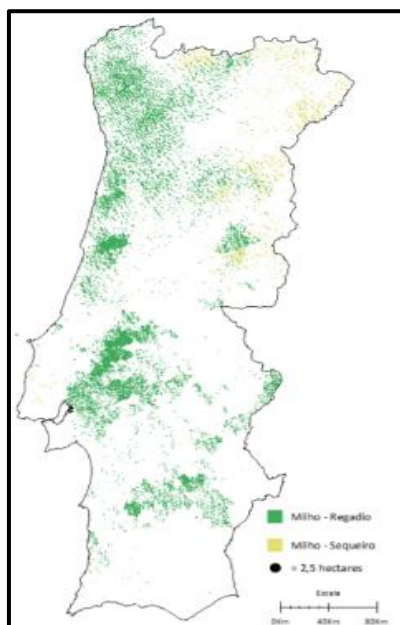 Milho - Regadio
Milho - Sequeiro
= 2,5 hectares
Escala
0Km 40Km 80Km